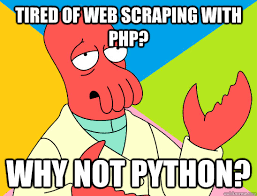 TIRED OF WEB SCRAPING WITH
PHP?
WHY NOT PYTHON?